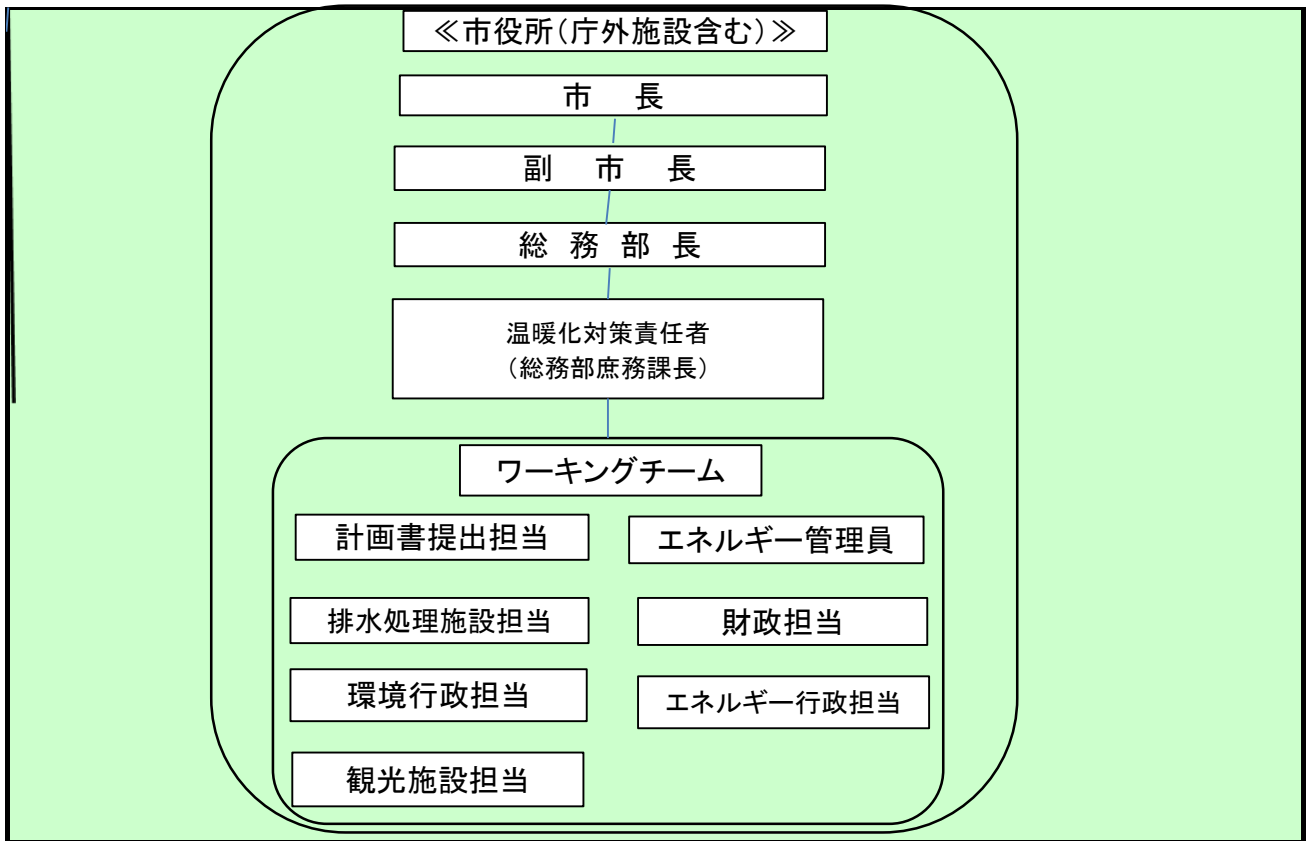 ≪市役所(庁外施設含む)≫
市　長
副　市　長
総 務 部 長
温暖化対策責任者
(総務部庶務課長)
ワーキングチーム
計画書提出担当
エネルギー管理員
排水処理施設担当
財政担当
環境行政担当
エネルギー行政担当
観光施設担当